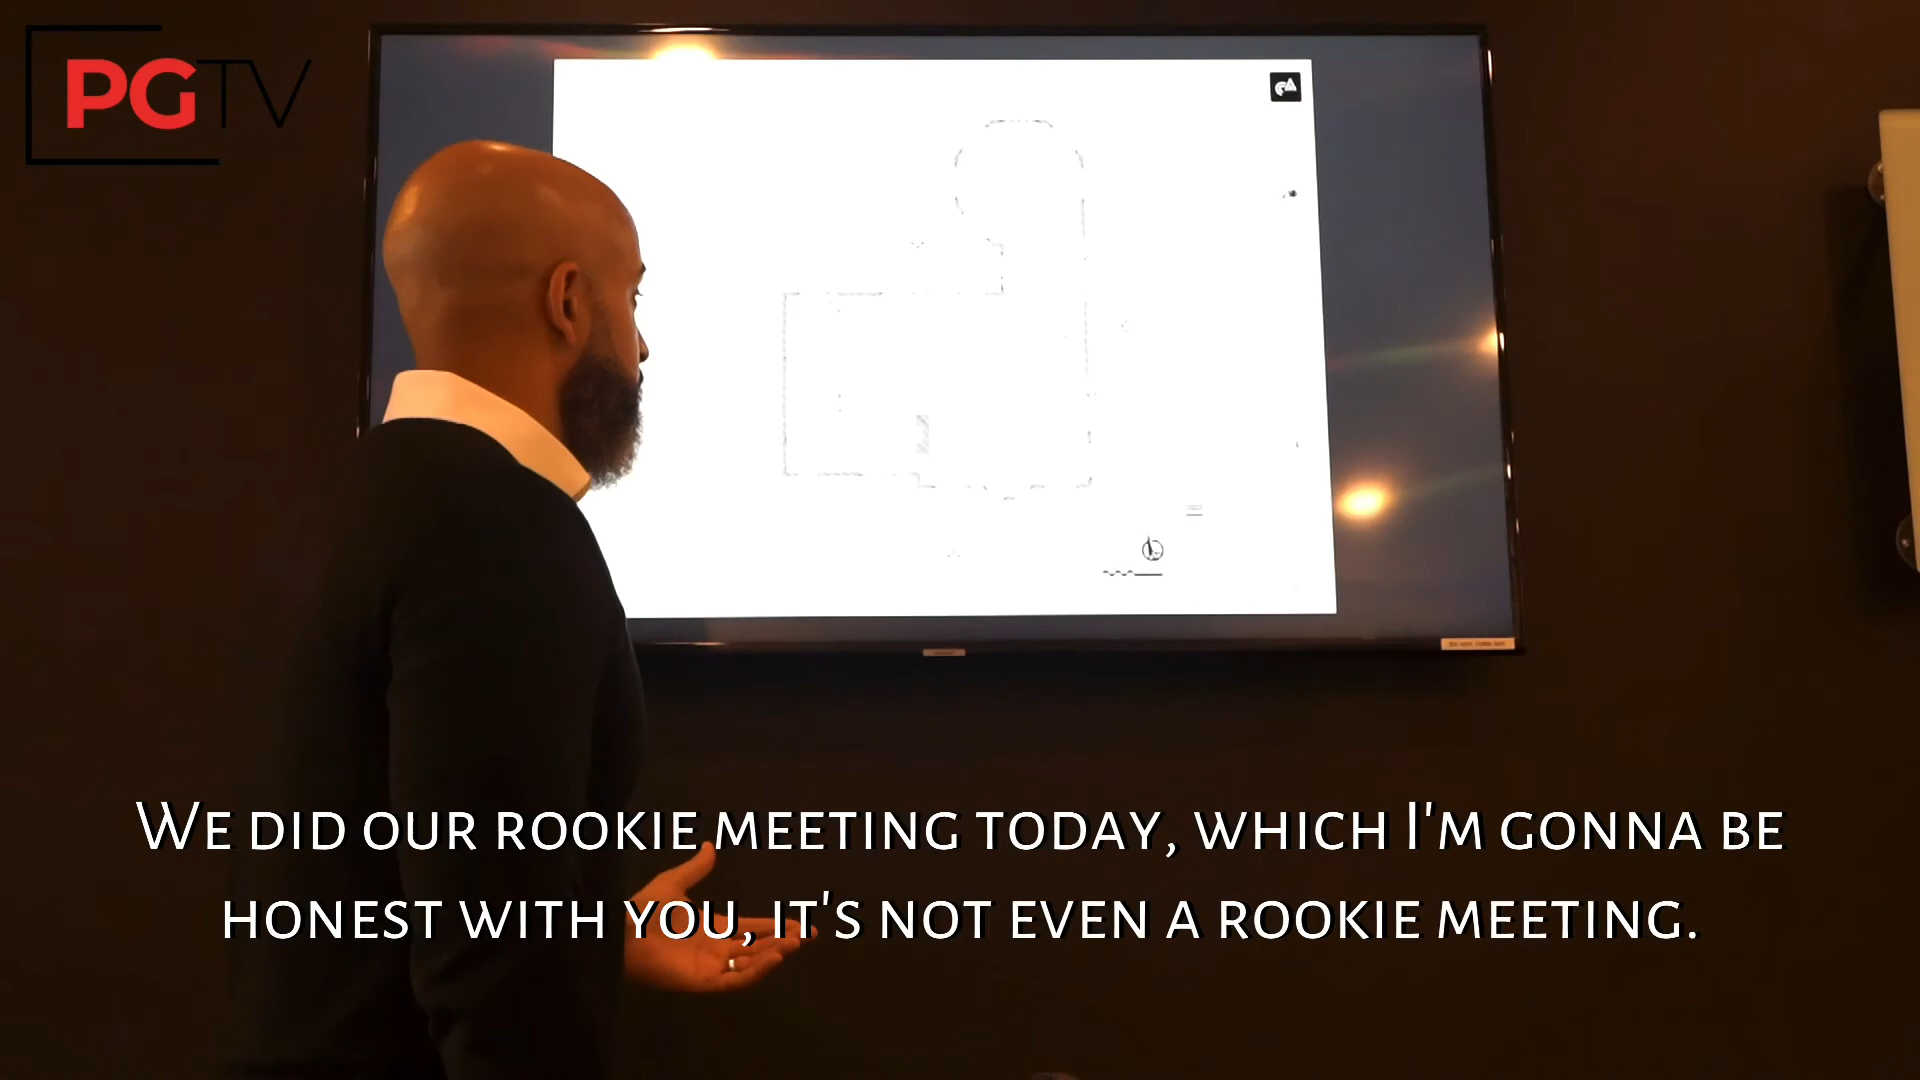 PGTV
We did our rookie meeting today, which I'm gonna be
honest with you, it's not even a rookie meeting.